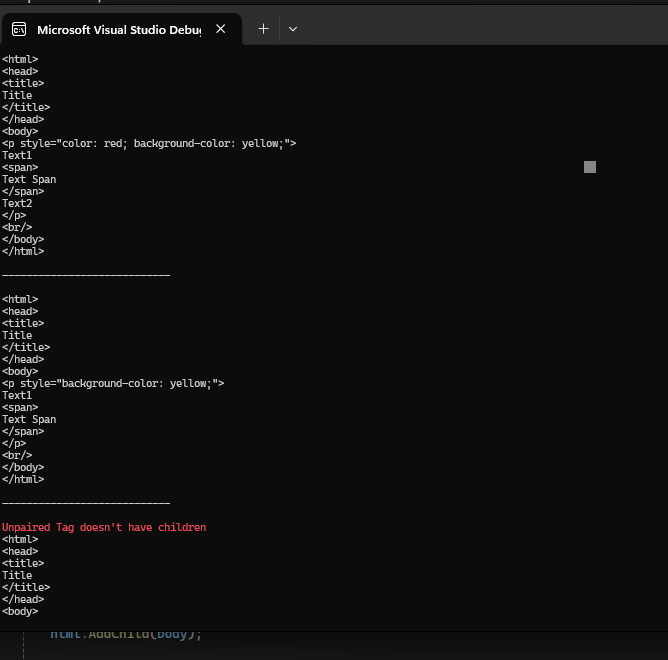 Microsoft Visual Studio Debug
<html>
<head>
<title>
Title
</title>
</head>
<body>
<p style="color: red; background-color: yellow;">
Text1
<span>
Text Span
</span>
Text2
</p>
<br/>
</body>
</html>
----------------------------
<html>
<head>
<title>
Title
</title>
</head>
<body>
<p style="background-color: yellow;">
Text1
<span>
Text Span
</span>
</p>
<br/>
</body>
</html>
----------------------------
Unpaired Tag doesn't have children
<html>
<head>
<title>
Title
</title>
</head>
<body>
html.AddChild(body);